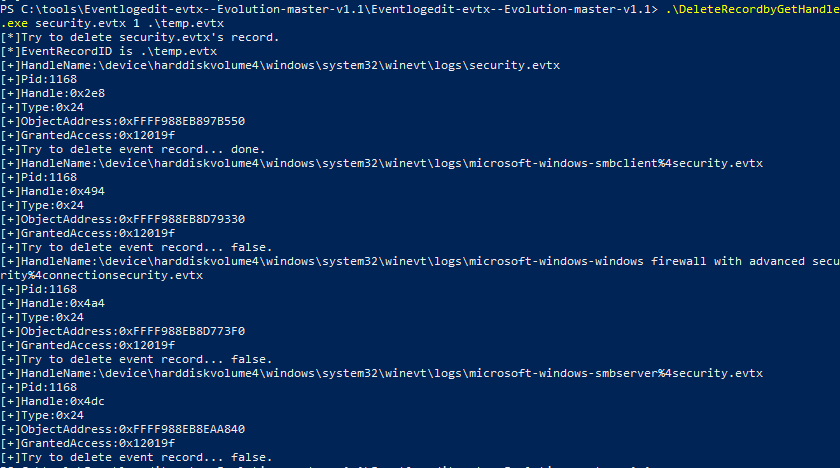 PS C:\tools\Eventlogedit-evtx--Evolution-master-v1.1\Eventlogedit-evtx--Evolution-master-v1.1> .\DeleteRecordbyGetHandle
.exe security.evtx 1 .\temp.evtx
[*]Try to delete security.evtx's record.
[*]EventRecordID is .\temp.evtx
[+]HandleName:\device\harddiskvolume4\windows\system32\winevt\logs\security.evtx
[+]Pid:1168
[+]Handle:0x2e8
[+]Type:0x24
[+]ObjectAddress:0xFFFF988EB897B550
[+]GrantedAccess:0x12019f
[+]Try to delete event record... done.
[+]HandleName:\device\harddiskvolume4\windows\system32\winevt\logs\microsoft-windows-smbclient%4security.evtx
[+]Pid:1168
[+]Handle:0x494
[+]Type:0x24
[+]ObjectAddress:0xFFFF988EB8D79330
[+]GrantedAccess:0x12019f
[+]Try to delete event record... false.
[+]HandleName:\device\harddiskvolume4\windows\system32\winevt\logs\microsoft-windows-windows firewall with advanced secu
rity%4connectionsecurity.evtx
[+]Pid:1168
[+]Handle:0x4a4
[+]Type:0x24
[+]ObjectAddress:0xFFFF988EB8D773F0
[+]GrantedAccess:0x12019f
[+]Try to delete event record... false.
[+]HandleName:\device\harddiskvolume4\windows\system32\winevt\logs\microsoft-windows-smbserver%4security.evtx
[+]Pid:1168
[+]Handle:0x4dc
[+]Type:0x24
[+]ObjectAddress:0xFFFF988EB8EAA840
[+]GrantedAccess:0x12019f
[+]Try to delete event record... false.